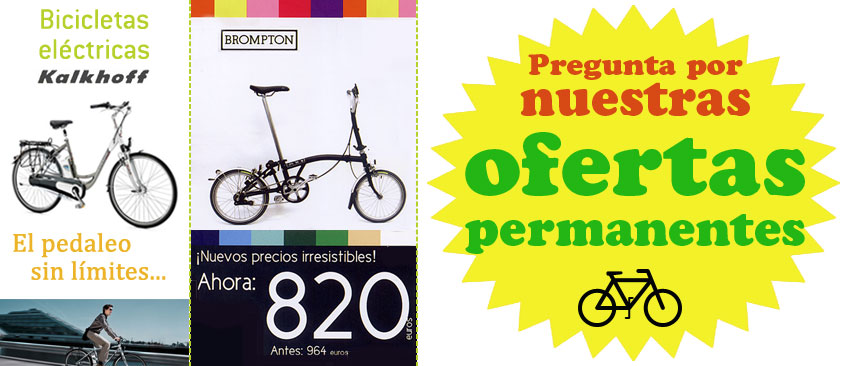 Bicicletas
eléctricas
Kalkhoff
El pedaleo
sin límites...
BROMPTON
¡Nuevos precios irresistibles!
Ahora: 820 euros
Antes: 964 euros
Pregunta por
nuestras
ofertas
permanentes